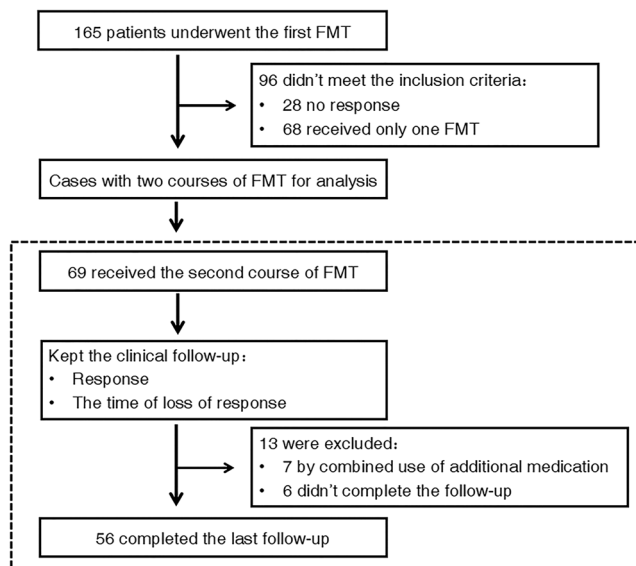 165 patients underwent the first FMT
96 didn't meet the inclusion criteria：
• 28 no response
• 68 received only one FMT
Cases with two courses of FMT for analysis
69 received the second course of FMT
Kept the clinical follow-up：
• Response
• The time of loss of response
13 were excluded：
• 7 by combined use of additional medication
• 6 didn't complete the follow-up
56 completed the last follow-up